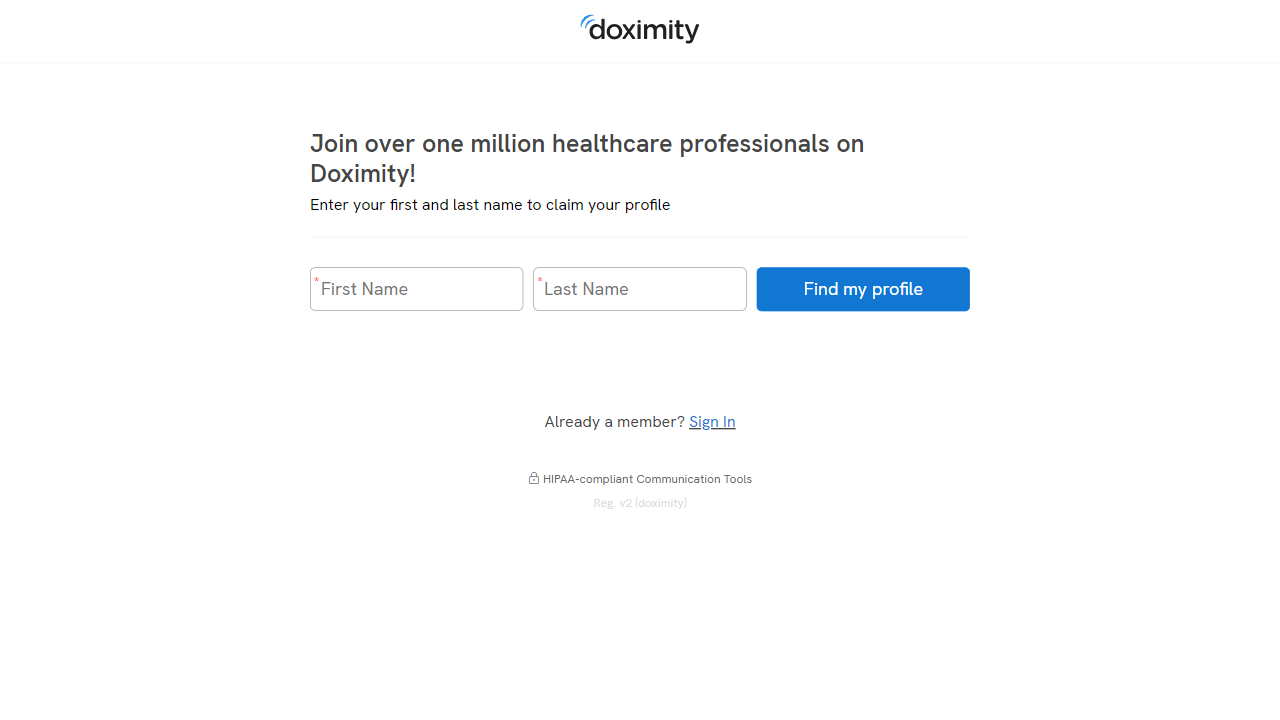 doximity
Join over one million healthcare professionals on
Doximity!
Enter your first and last name to claim your profile
* First Name
* Last Name
Find my profile
Already a member? Sign In
HIPAA-compliant Communication Tools
Reg. v2 (doximity)